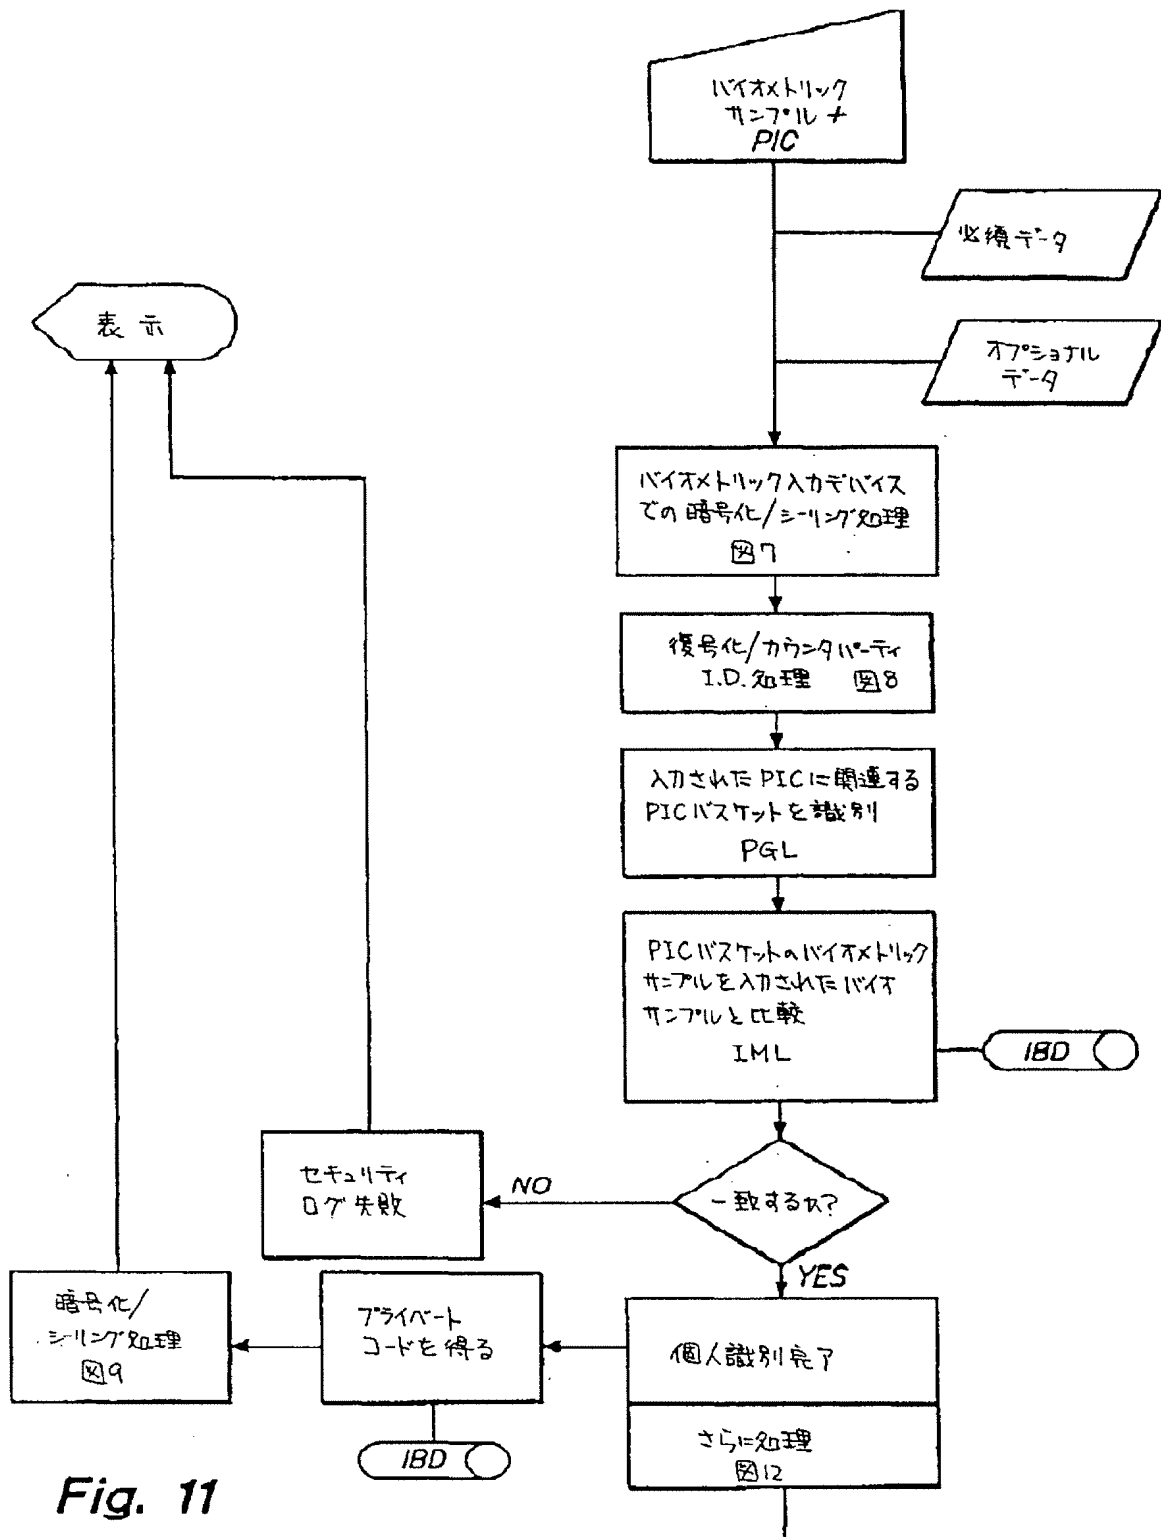 バイオメトリック
サンプル +
PIC
必須データ
オプショナル
データ
表示
バイオメトリック入力デバイス
での暗号化/シーリング処理
図7
復号化/カウンタパーティ
I.D.処理 図8
入力されたPICに関連する
PICバスケットを識別
PGL
PICバスケットのバイオメトリック
サンプルを入力されたバイオ
サンプルと比較
IML
IBD
セキュリティ
ログ失敗
NO
一致するか?
YES
暗号化/
シーリング処理
図9
プライベート
コードを得る
個人識別完了
IBD
さらに処理
図12
Fig. 11